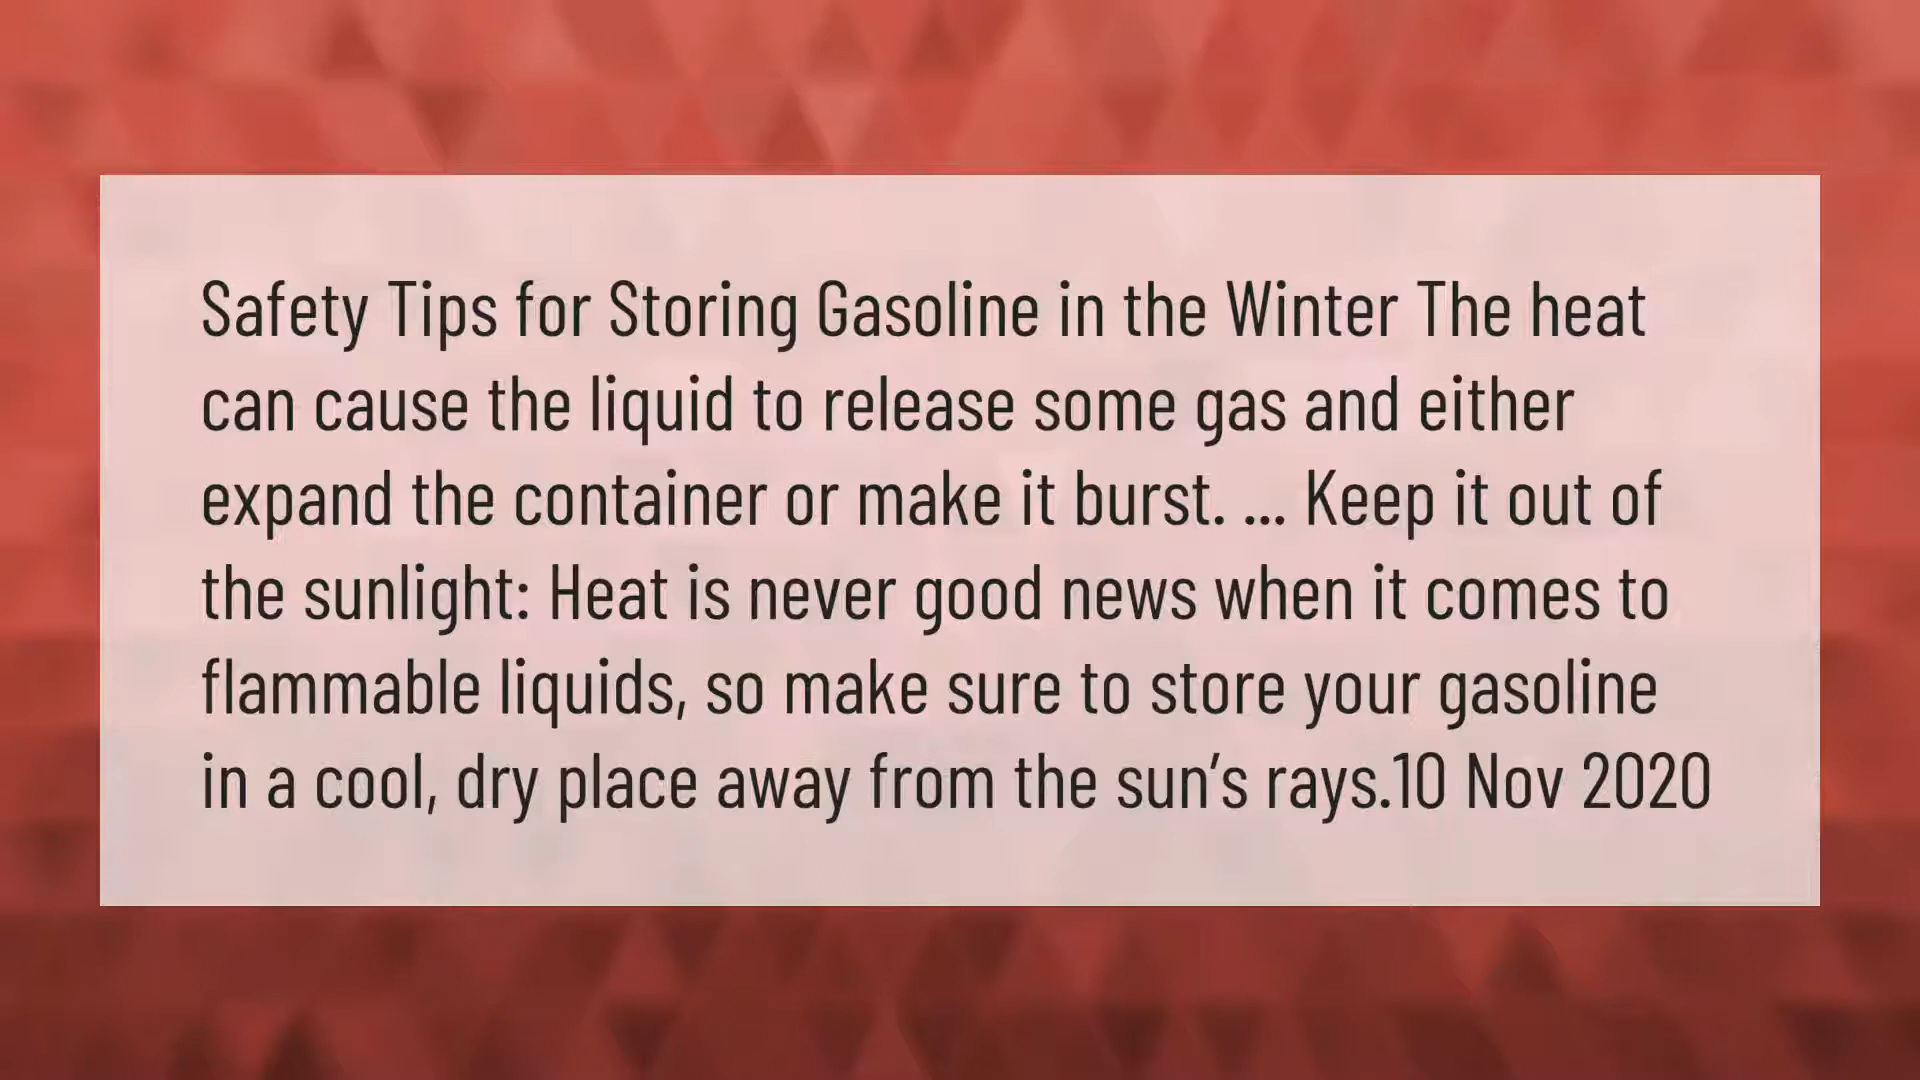 Safety Tips for Storing Gasoline in the Winter The heat
can cause the liquid to release some gas and either
expand the container or make it burst. ... Keep it out of
the sunlight: Heat is never good news when it comes to
flammable liquids, so make sure to store your gasoline
in a cool, dry place away from the sun’s rays.10 Nov 2020